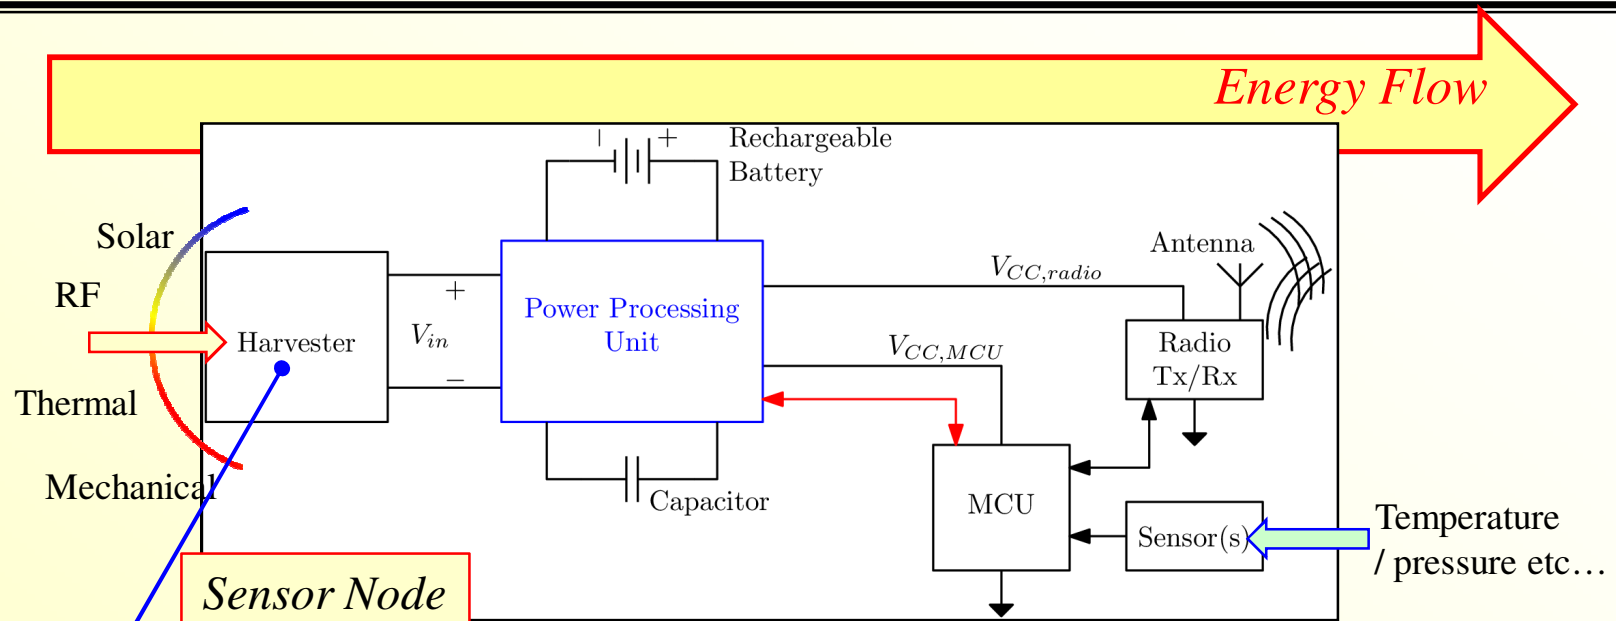 Energy Flow
Rechargeable
Battery
Solar
Antenna
RF
V_{CC,radio}
+
Power Processing
Unit
V_{in}
Harvester
V_{CC,MCU}
Radio
Tx/Rx
−
Thermal
Mechanical
Capacitor
MCU
Sensor(s)
Temperature
/ pressure etc…
Sensor Node